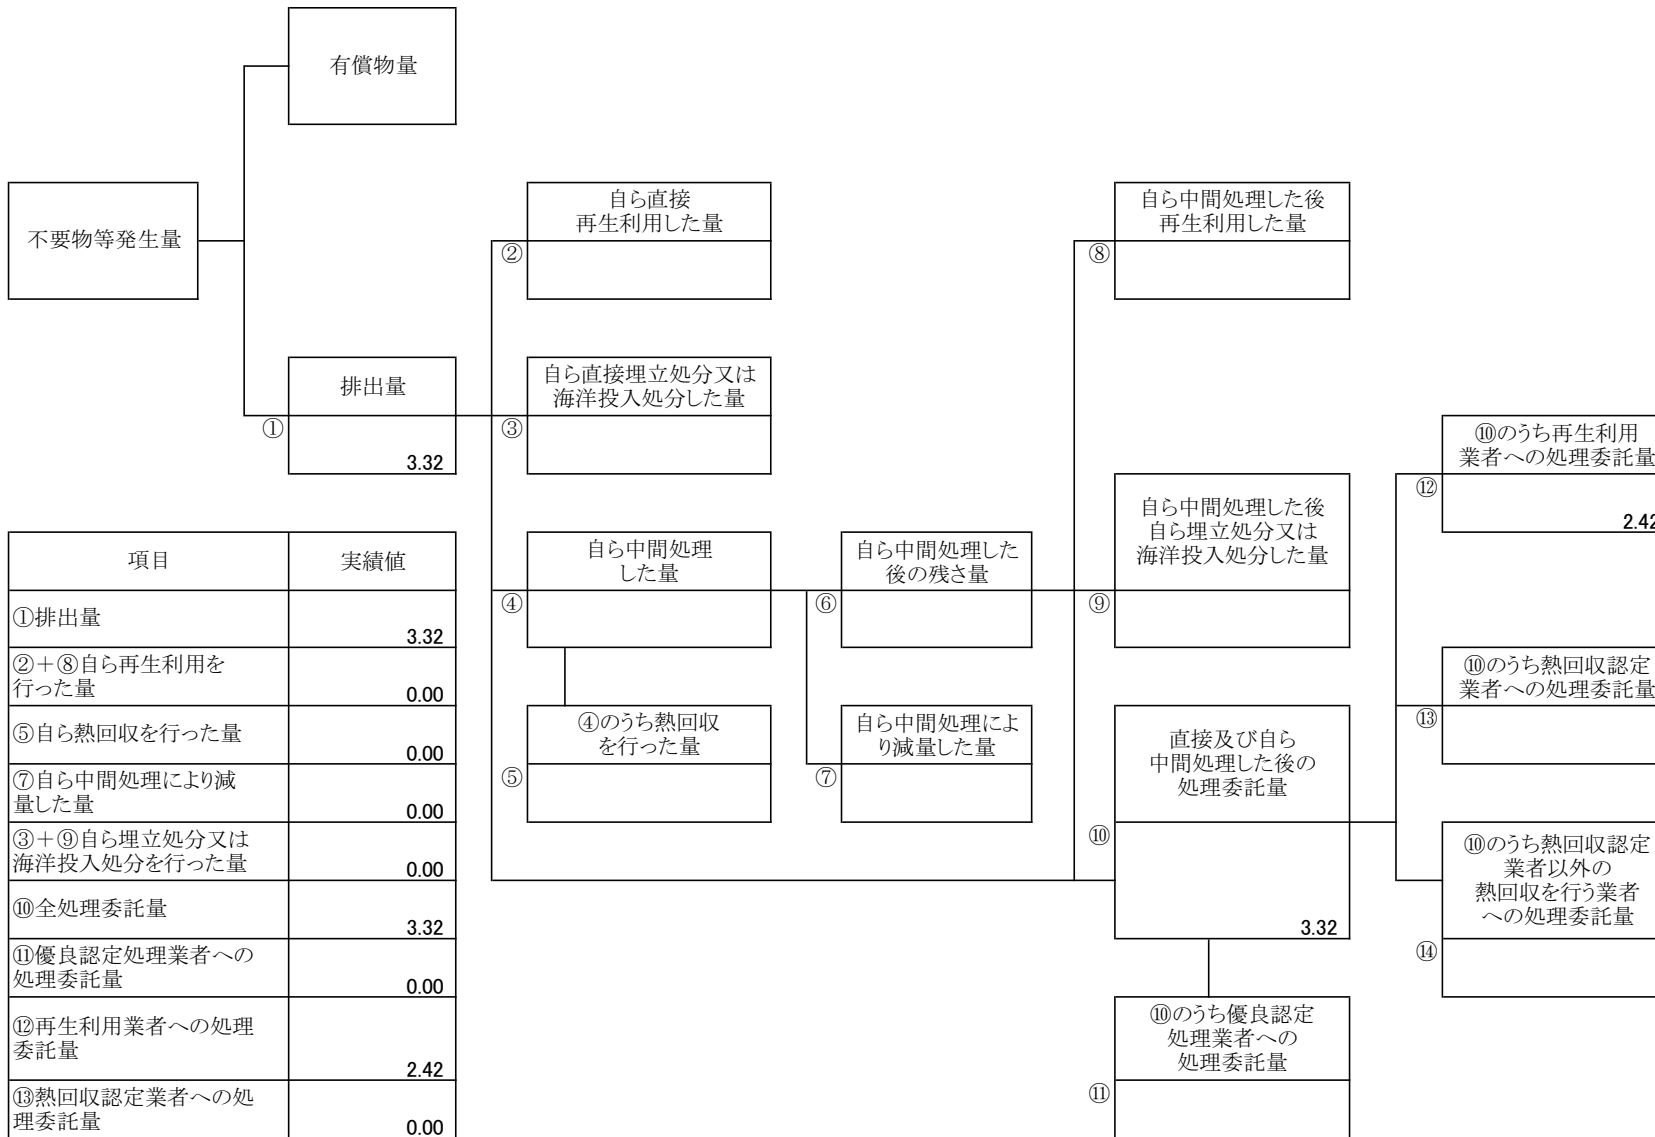 有償物量
不要物等発生量
自ら直接
再生利用した量
②
自ら中間処理した後
再生利用した量
⑧
排出量
①
3.32
自ら直接埋立処分又は
海洋投入処分した量
③
⑩のうち再生利用
業者への処理委託量
⑫
2.42
自ら中間処理した後
自ら埋立処分又は
海洋投入処分した量
⑨
自ら中間処理
した量
④
自ら中間処理した
後の残さ量
⑥
④のうち熱回収
を行った量
⑤
自ら中間処理によ
り減量した量
⑦
直接及び自ら
中間処理した後の
処理委託量
⑩
3.32
⑩のうち熱回収認定
業者への処理委託量
⑬
⑩のうち熱回収認定
業者以外の
熱回収を行う業者
への処理委託量
⑭
⑩のうち優良認定
処理業者への
処理委託量
⑪
項目 実績値
①排出量
3.32
②＋⑧自ら再生利用を
行った量
0.00
⑤自ら熱回収を行った量
0.00
⑦自ら中間処理により減
量した量
0.00
③＋⑨自ら埋立処分又は
海洋投入処分を行った量
0.00
⑩全処理委託量
3.32
⑪優良認定処理業者への
処理委託量
0.00
⑫再生利用業者への処理
委託量
2.42
⑬熱回収認定業者への処
理委託量
0.00